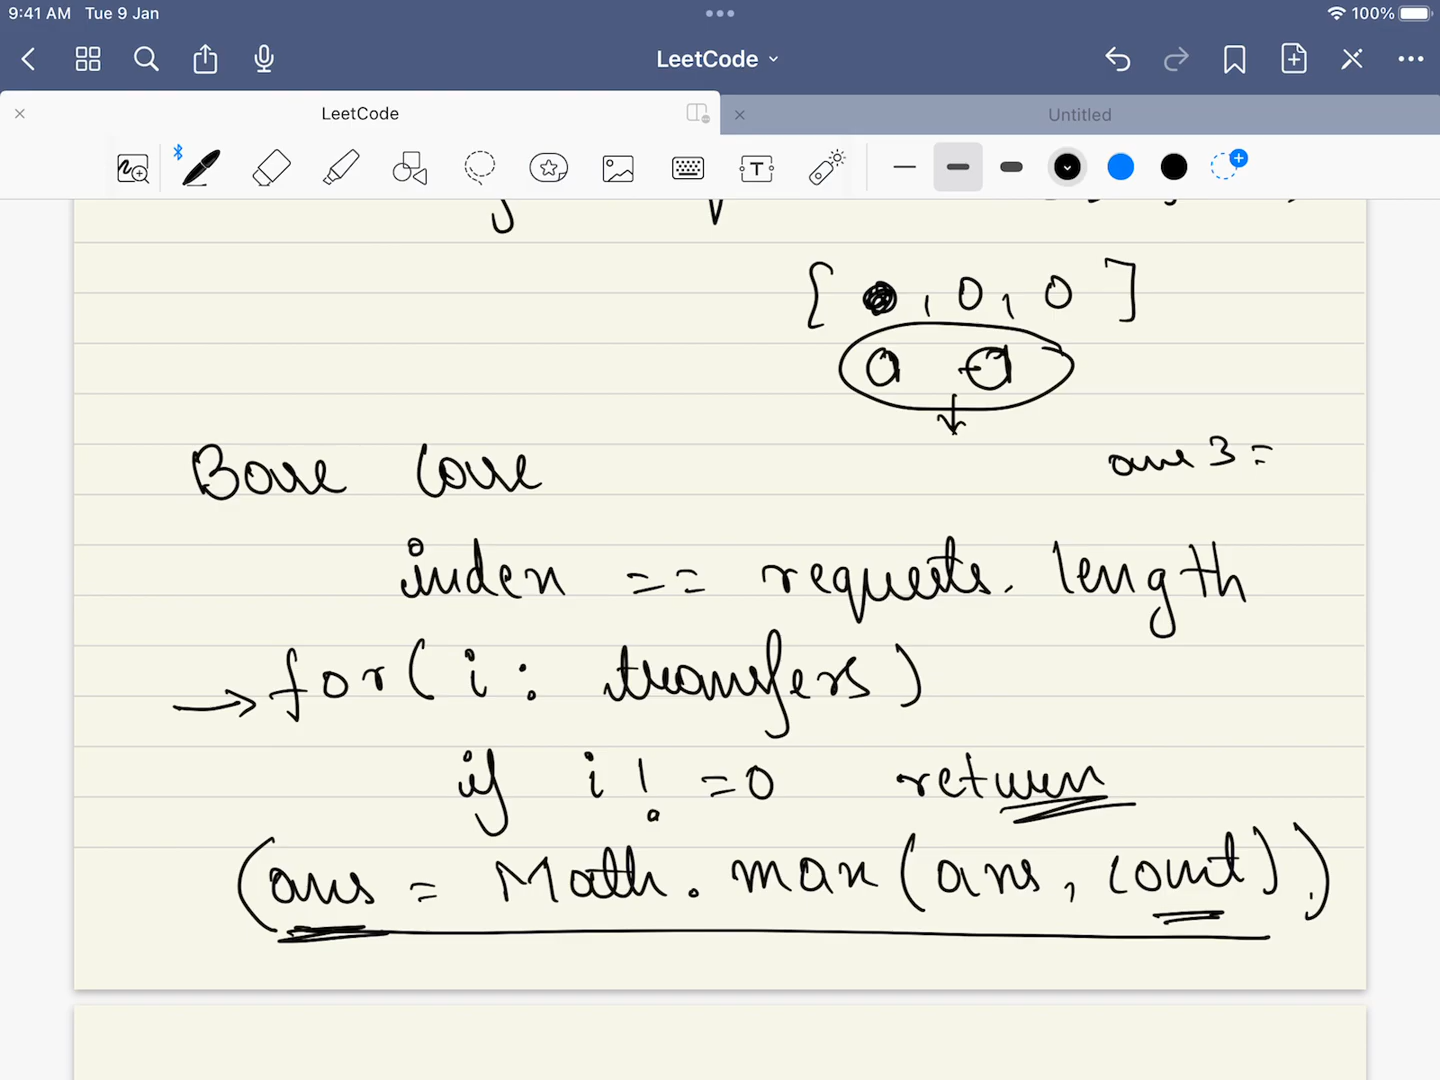 9:41 AM Tue 9 Jan
100%
LeetCode
LeetCode
Untitled
T
[ , 0, 0 ]
Base Case
ans 3 =
index == requests. length
for( i : transfers)
if i ! =0 return
(ans = Math. max (ans, count).)